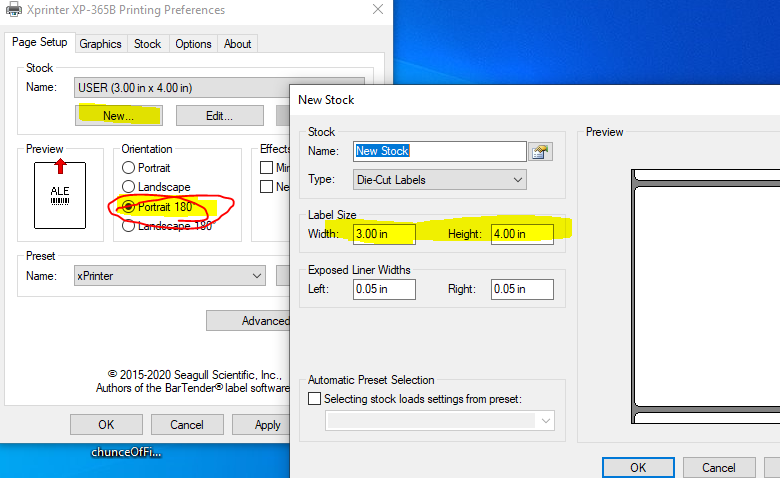 Xprinter XP-365B Printing Preferences
Page Setup Graphics Stock Options About
Stock
Name: USER (3.00 in x 4.00 in)
New... Edit...
Preview
ALE
Orientation
Portrait
Landscape
Portrait 180
Landscape 180
Effects
Mir
Ne
Preset
Name: xPrinter
Advanced
© 2015-2020 Seagull Scientific, Inc.,
Authors of the BarTender® label software
OK Cancel Apply
chunceOfFi...
New Stock
Stock
Name: New Stock
Type: Die-Cut Labels
Label Size
Width: 3.00 in Height: 4.00 in
Exposed Liner Widths
Left: 0.05 in Right: 0.05 in
Automatic Preset Selection
Selecting stock loads settings from preset:
Preview
OK Cancel